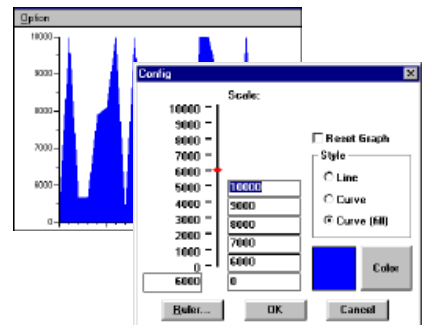 Option
10000
9000
8000
7000
6000
0
Config
Scale:
10000
9000
8000
7000
6000
5000
4000
3000
2000
1000
0
6000
10000
9000
8000
7000
6000
0
Reset Graph
Style
Line
Curve
Curve (fill)
Color
Ruler...
OK
Cancel